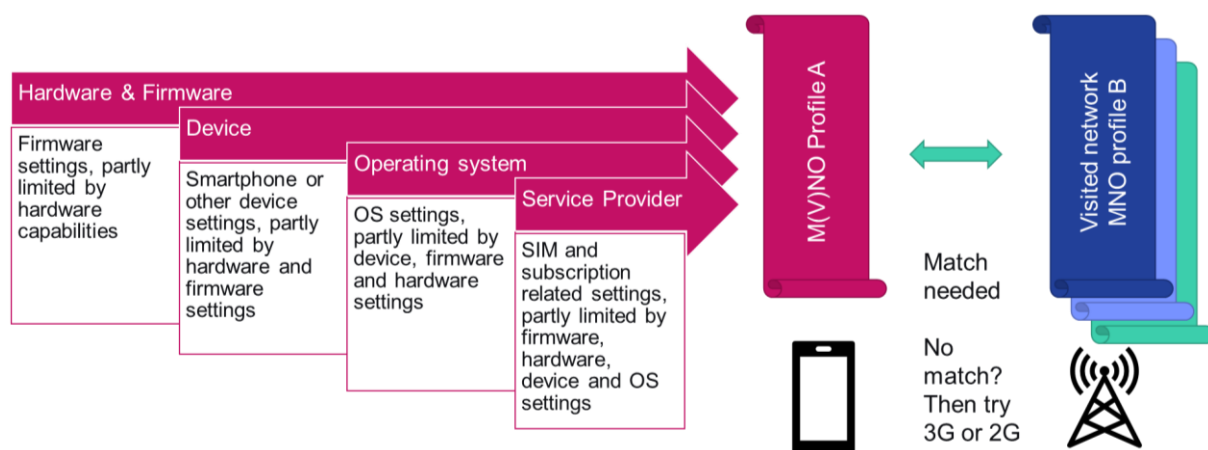 Hardware & Firmware
Firmware
settings, partly
limited by
hardware
capabilities
Device
Smartphone or
other device
settings, partly
limited by
hardware and
firmware
settings
Operating system
OS settings,
partly limited by
device, firmware
and hardware
settings
Service Provider
SIM and
subscription
related settings,
partly limited by
firmware,
hardware,
device and OS
settings
M(V)NO Profile A
Match
needed
No
match?
Then try
3G or 2G
Visited network
MNO profile B